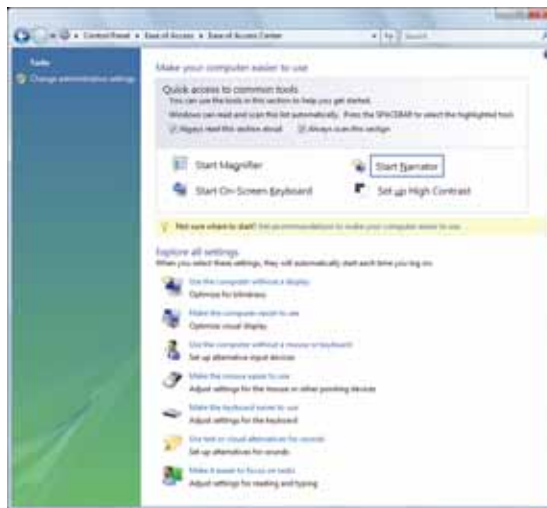 Control Panel ▸ Ease of Access ▸ Ease of Access Center
Search
Tasks
Change administrative settings
Make your computer easier to use
Quick access to common tools
You can use the tools in this section to help you get started.
Windows can read and scan this list automatically. Press the SPACEBAR to select the highlighted tool.
Always read this section aloud Always scan this section
Start Magnifier Start Narrator
Start On-Screen Keyboard Set up High Contrast
Not sure where to start? Get recommendations to make your computer easier to use
Explore all settings
When you select these settings, they will automatically start each time you log on.
Use the computer without a display
Optimize for blindness
Make the computer easier to see
Optimize visual display
Use the computer without a mouse or keyboard
Set up alternative input devices
Make the mouse easier to use
Adjust settings for the mouse or other pointing devices
Make the keyboard easier to use
Adjust settings for the keyboard
Use text or visual alternatives for sounds
Set up alternatives for sounds
Make it easier to focus on tasks
Adjust settings for reading and typing